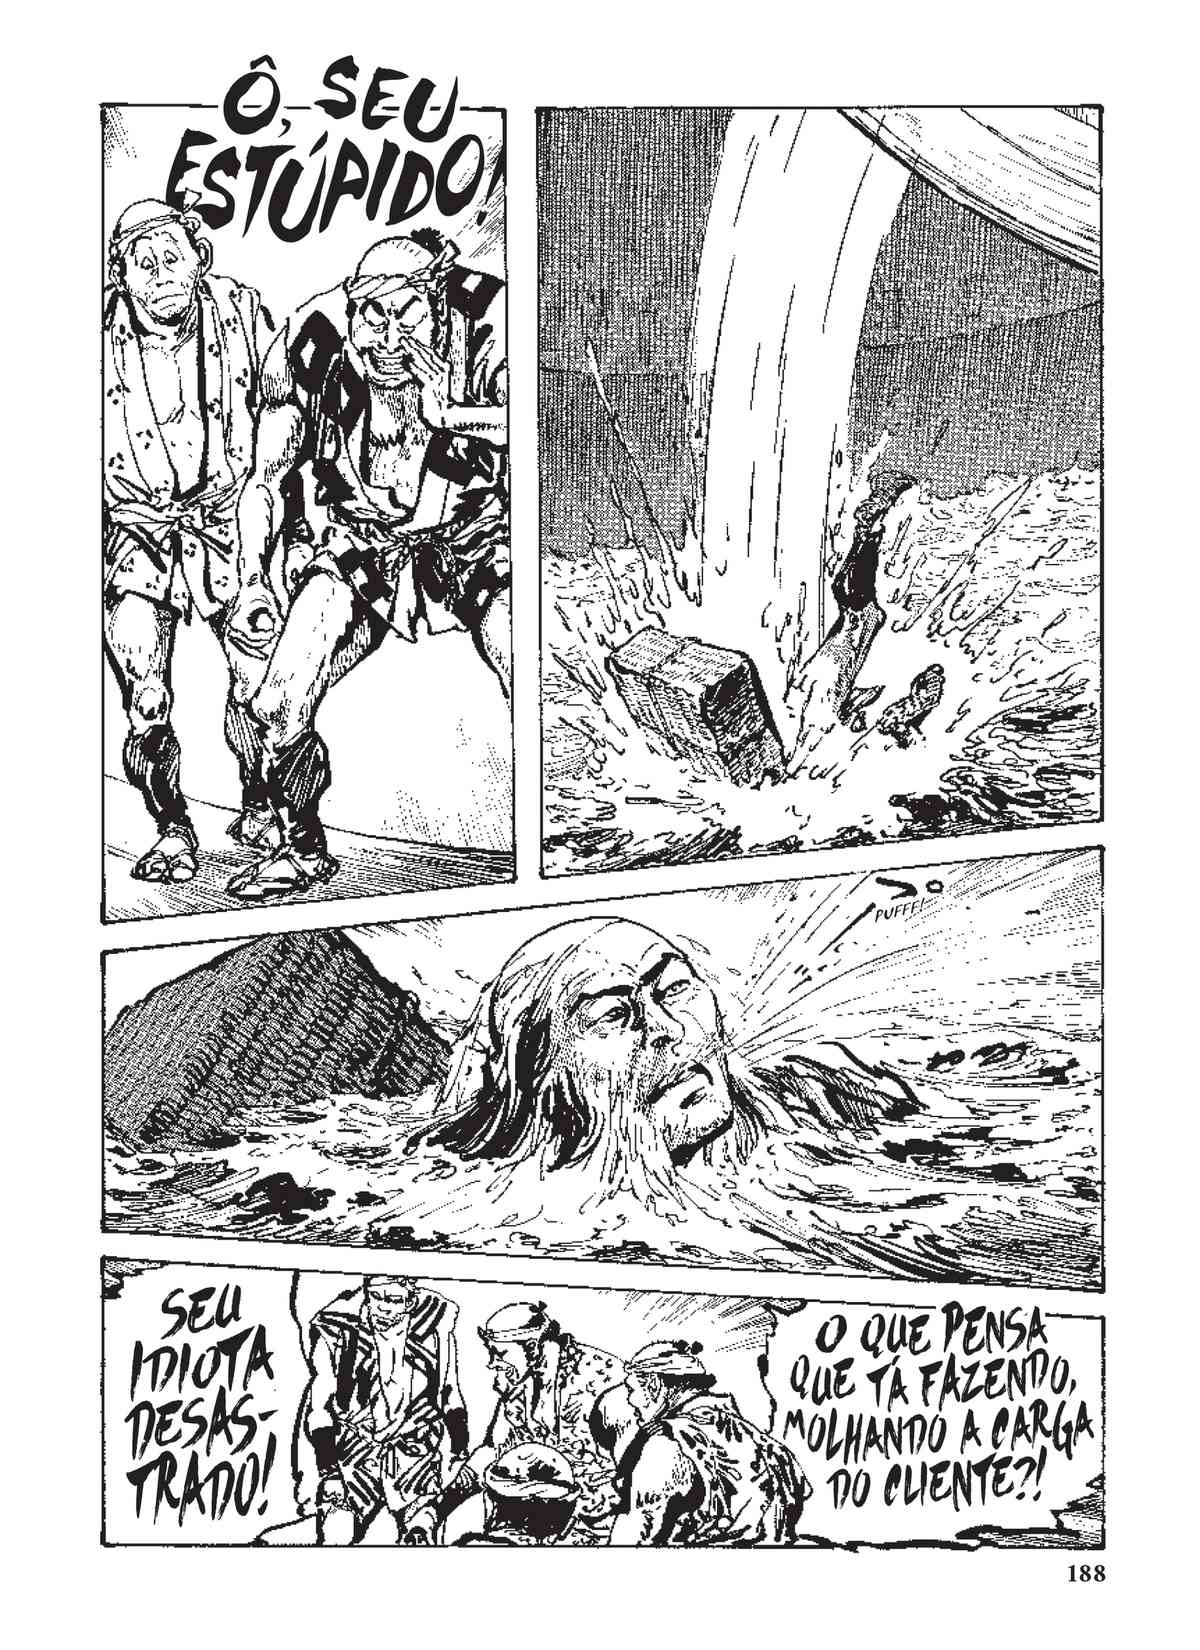 Ô, SEU
ESTÚPIDO!
PUFFF!
SEU
IDIOTA
DESAS-
TRADO!
O QUE PENSA
QUE TÁ FAZENDO,
MOLHANDO A CARGA
DO CLIENTE?!
188